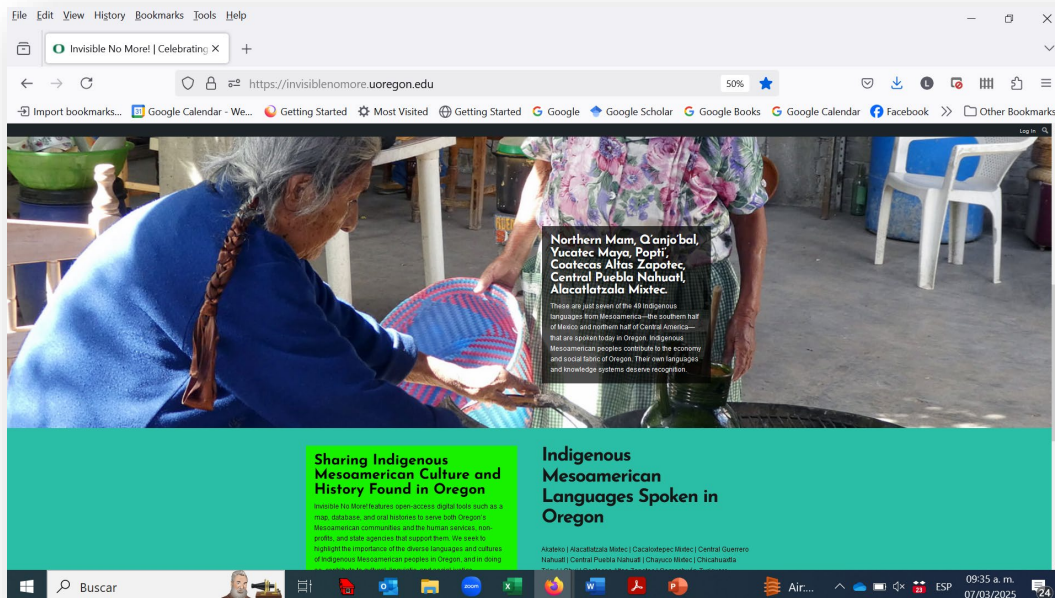 File Edit View History Bookmarks Tools Help
Invisible No More! | Celebrating
https://invisiblenomore.uoregon.edu
50%
Import bookmarks... Google Calendar - We... Getting Started Most Visited Getting Started Google Google Scholar Google Books Google Calendar Facebook Other Bookmarks
Log In
Northern Mam, Q'anjo'bal,
Yucatec Maya, Popti',
Coatecas Altas Zapotec,
Central Puebla Nahuatl,
Alacatlatzala Mixtec.
These are just seven of the 49 Indigenous
languages from Mesoamerica—the southern half
of Mexico and northern half of Central America—
that are spoken today in Oregon. Indigenous
Mesoamerican peoples contribute to the economy
and social fabric of Oregon. Their own languages
and knowledge systems deserve recognition.
Sharing Indigenous
Mesoamerican Culture and
History Found in Oregon
Invisible No More! features open-access digital tools such as a
map, database, and oral histories to serve both Oregon's
Mesoamerican communities and the human services, non-
profits, and state agencies that support them. We seek to
highlight the importance of the diverse languages and cultures
of Indigenous Mesoamerican peoples in Oregon, and in doing
Indigenous
Mesoamerican
Languages Spoken in
Oregon
Akateko | Alacatlatzala Mixtec | Cacaloxtepec Mixtec | Central Guerrero
Nahuatl | Central Puebla Nahuatl | Chayuco Mixtec | Chicahuaxtla
Buscar
Air:...
ESP
09:35 a. m.
07/03/2025
23
24